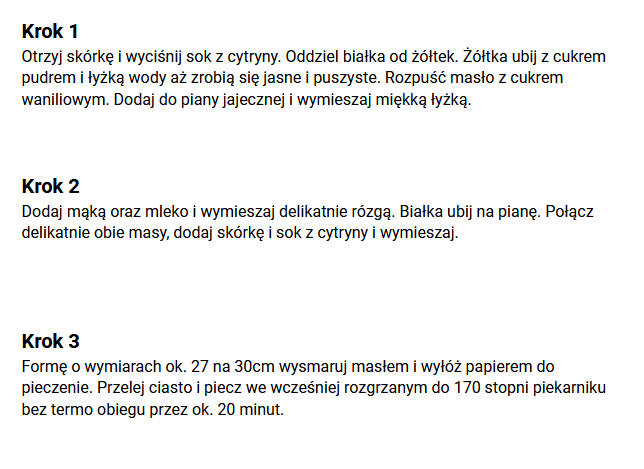 Krok 1
Otrzyj skórkę i wyciśnij sok z cytryny. Oddziel białka od żółtek. Żółtka ubij z cukrem
pudrem i łyżką wody aż zrobią się jasne i puszyste. Rozpuść masło z cukrem
waniliowym. Dodaj do piany jajecznej i wymieszaj miękką łyżką.
Krok 2
Dodaj mąką oraz mleko i wymieszaj delikatnie rózgą. Białka ubij na pianę. Połącz
delikatnie obie masy, dodaj skórkę i sok z cytryny i wymieszaj.
Krok 3
Formę o wymiarach ok. 27 na 30cm wysmaruj masłem i wyłóż papierem do
pieczenie. Przelej ciasto i piecz we wcześniej rozgrzanym do 170 stopni piekarniku
bez termo obiegu przez ok. 20 minut.